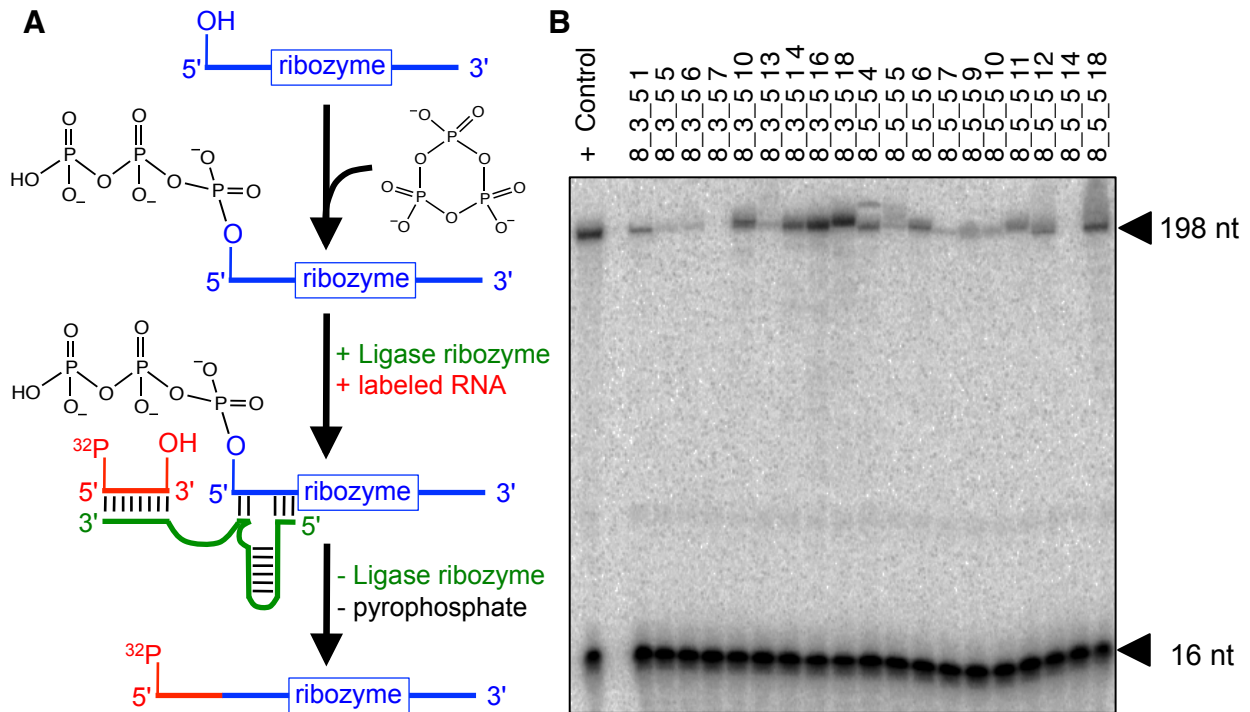 A
OH
5' ribozyme 3'
O O
HO P O P O P O
O⁻ O⁻ ⁻O
O
⁻O O
P
O O
O P P O
⁻O O O⁻
5' ribozyme 3'
+ Ligase ribozyme
+ labeled RNA
O O
HO P O P O P O
O⁻ O⁻ ⁻O
O
³²P OH
5' 3' 5' ribozyme 3'
3' 5'
- Ligase ribozyme
- pyrophosphate
³²P
5' ribozyme 3'
B
+ Control
8_3_5 1
8_3_5 5
8_3_5 6
8_3_5 7
8_3_5 10
8_3_5 13
8_3_5 1 4
8_3_5 16
8_3_5 18
8_5_5 4
8_5_5 5
8_5_5 6
8_5_5 7
8_5_5 9
8_5_5 10
8_5_5 11
8_5_5 12
8_5_5 14
8_5_5 18
198 nt
16 nt